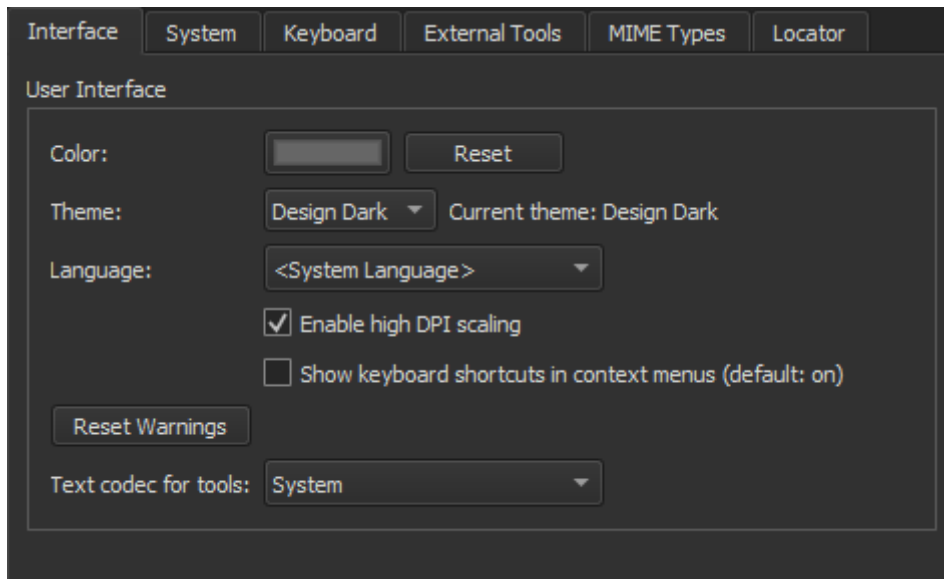 Interface System Keyboard External Tools MIME Types Locator
User Interface
Color: Reset
Theme: Design Dark Current theme: Design Dark
Language: <System Language>
Enable high DPI scaling
Show keyboard shortcuts in context menus (default: on)
Reset Warnings
Text codec for tools: System